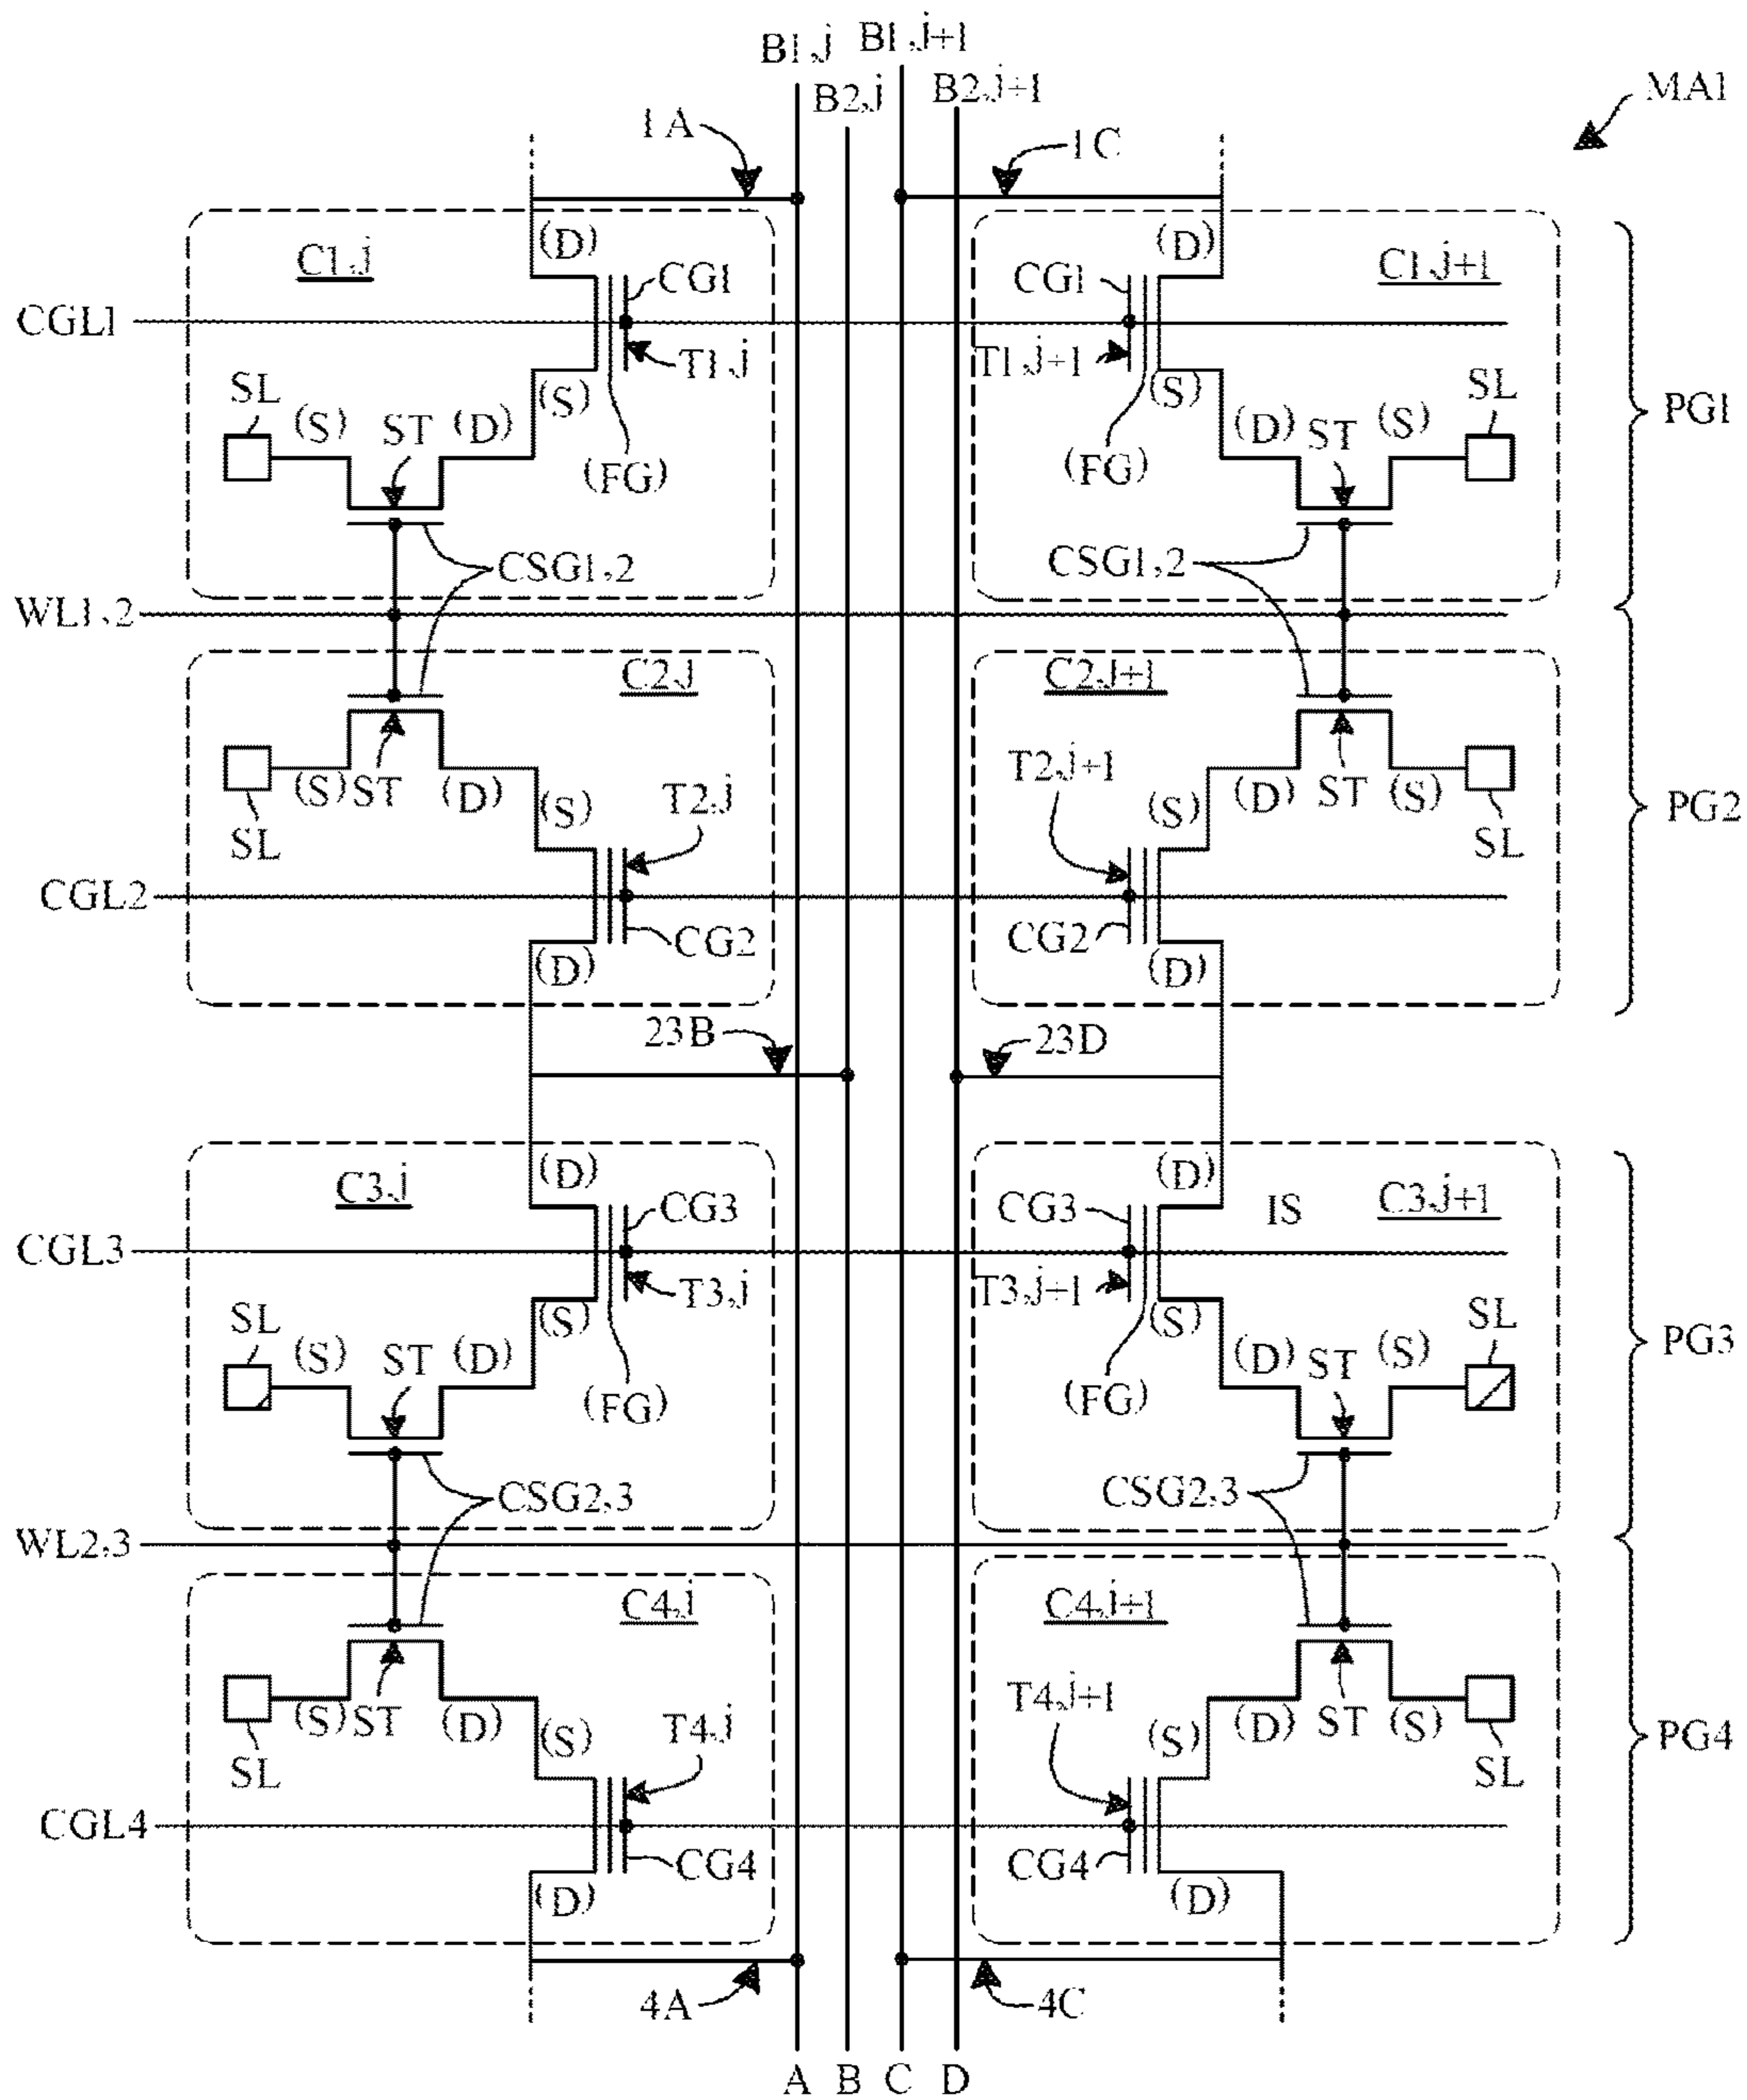 B1,j
B1,j+1
B2,j
B2,j+1
MA1
1A
1C
(D)
(D)
C1,j
CG1
CG1
C1,j+1
CGL1
T1,j
T1,j+1
SL
(S)
ST
(D)
(S)
(S)
(D)
ST
(S)
SL
PG1
(FG)
(FG)
CSG1,2
CSG1,2
WL1,2
C2,j
C2,j+1
(S)
ST
(D)
(S)
T2,j
T2,j+1
(S)
(D)
ST
(S)
PG2
SL
SL
CGL2
CG2
CG2
(D)
(D)
23B
23D
(D)
(D)
C3,j
CG3
CG3
IS
C3,j+1
CGL3
T3,j
T3,j+1
SL
(S)
ST
(D)
(S)
(S)
(D)
ST
(S)
SL
PG3
(FG)
(FG)
CSG2,3
CSG2,3
WL2,3
C4,j
C4,j+1
(S)
ST
(D)
(S)
T4,j
T4,j+1
(S)
(D)
ST
(S)
PG4
SL
SL
CGL4
CG4
CG4
(D)
(D)
4A
4C
A
B
C
D